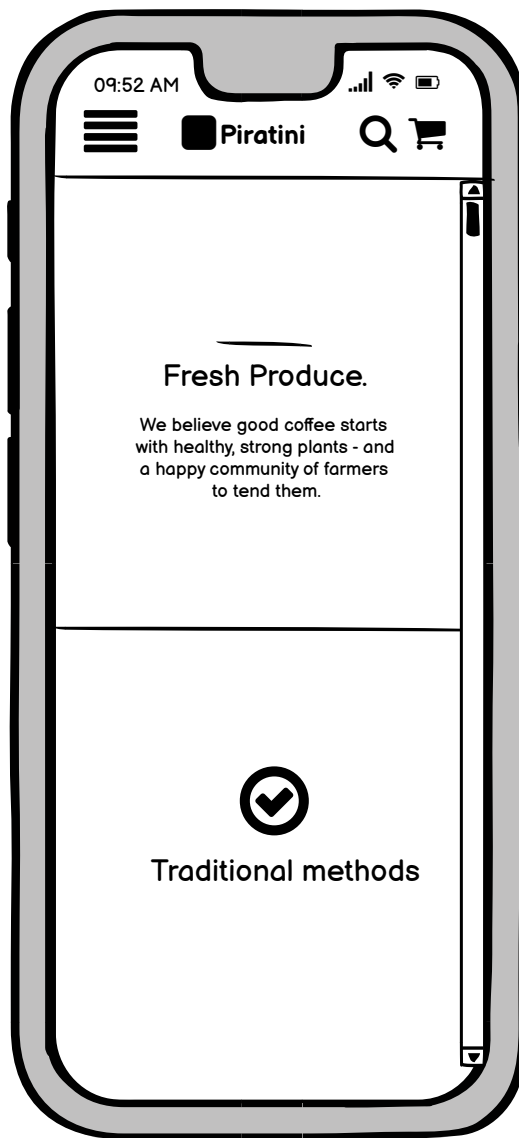 09:52 AM
Piratini
Fresh Produce.
We believe good coffee starts
with healthy, strong plants - and
a happy community of farmers
to tend them.
Traditional methods